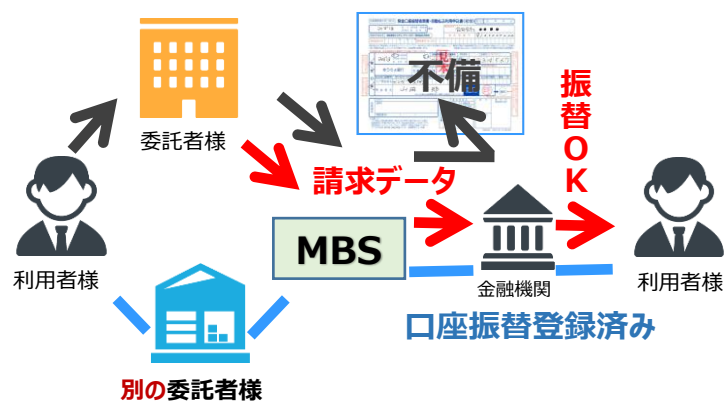 不備
委託者様
振替OK
請求データ
MBS
利用者様
金融機関
利用者様
口座振替登録済み
別の委託者様